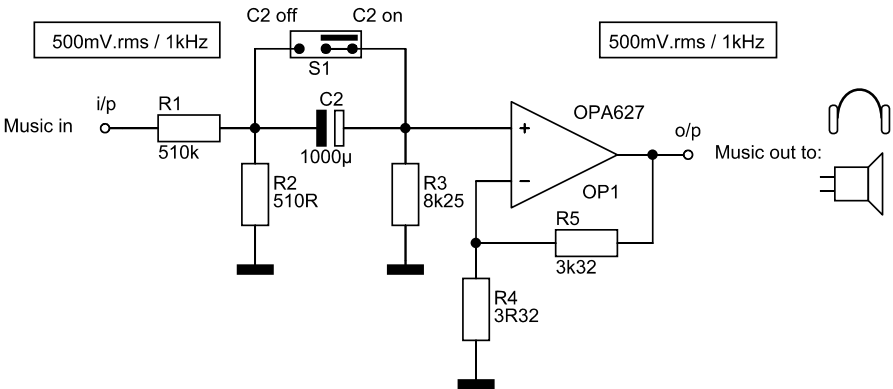 C2 off
C2 on
500mV.rms / 1kHz
500mV.rms / 1kHz
S1
i/p
R1
C2
OPA627
Music in
+
o/p
510k
1000µ
Music out to:
R2
510R
R3
8k25
−
OP1
R5
3k32
R4
3R32